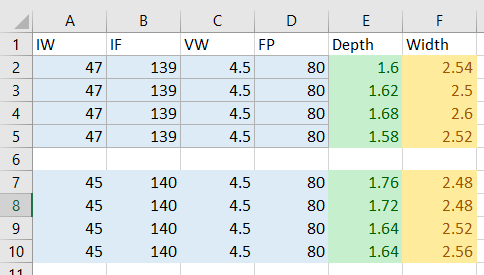 A B C D E F
1 IW IF VW FP Depth Width
2 47 139 4.5 80 1.6 2.54
3 47 139 4.5 80 1.62 2.5
4 47 139 4.5 80 1.68 2.6
5 47 139 4.5 80 1.58 2.52
6
7 45 140 4.5 80 1.76 2.48
8 45 140 4.5 80 1.72 2.48
9 45 140 4.5 80 1.64 2.52
10 45 140 4.5 80 1.64 2.56
11